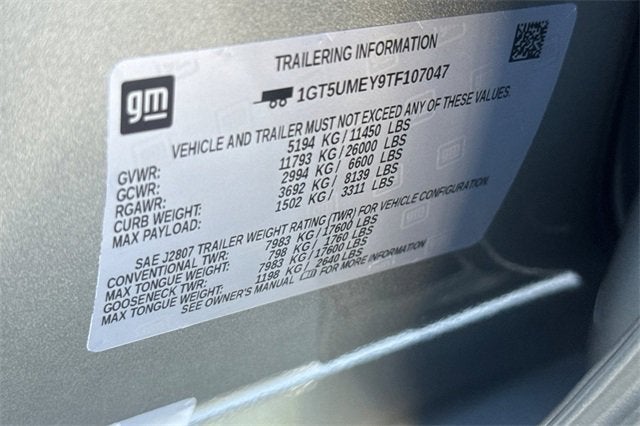 TRAILERING INFORMATION
gm
1GT5UMEY9TF107047
VEHICLE AND TRAILER MUST NOT EXCEED ANY OF THESE VALUES.
GVWR: 5194 KG/11450 LBS
GCWR: 11793 KG/26000 LBS
RGAWR: 2994 KG/ 6600 LBS
CURB WEIGHT: 3692 KG/ 8139 LBS
MAX PAYLOAD: 1502 KG/ 3311 LBS
SAE J2807 TRAILER WEIGHT RATING (TWR) FOR VEHICLE CONFIGURATION.
CONVENTIONAL TWR: 7983 KG/17600 LBS
MAX TONGUE WEIGHT: 798 KG/ 1760 LBS
GOOSENECK TWR: 7983 KG/17600 LBS
MAX TONGUE WEIGHT: 1198 KG/ 2640 LBS
SEE OWNER'S MANUAL FOR MORE INFORMATION